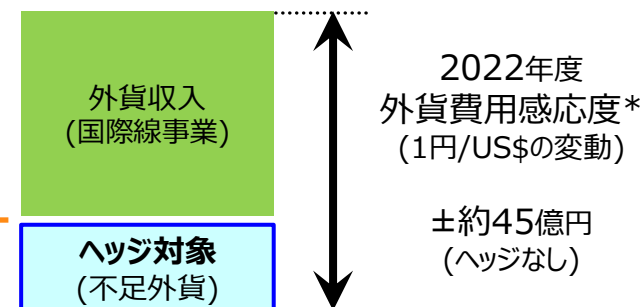 外貨収入
(国際線事業)
ヘッジ対象
(不足外貨)
2022年度
外貨費用感応度*
(1円/US$の変動)
±約45億円
(ヘッジなし)